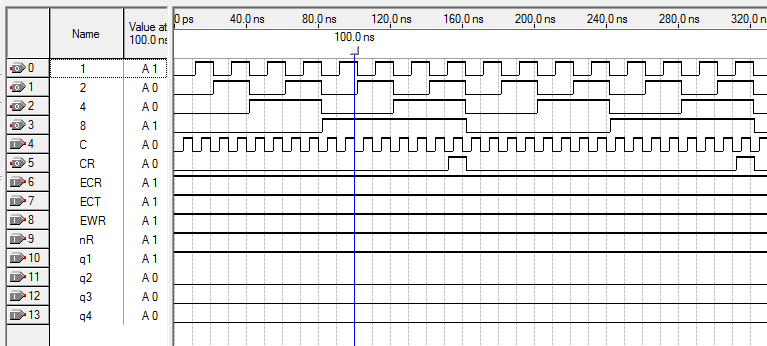 Name
Value at
100.0 ns
0 ps
40.0 ns
80.0 ns
120.0 ns
160.0 ns
200.0 ns
240.0 ns
280.0 ns
320.0
100.0 ns
0 1 A 1
1 2 A 0
2 4 A 0
3 8 A 1
4 C A 0
5 CR A 0
6 ECR A 1
7 ECT A 1
8 EWR A 1
9 nR A 1
10 q1 A 1
11 q2 A 0
12 q3 A 0
13 q4 A 0